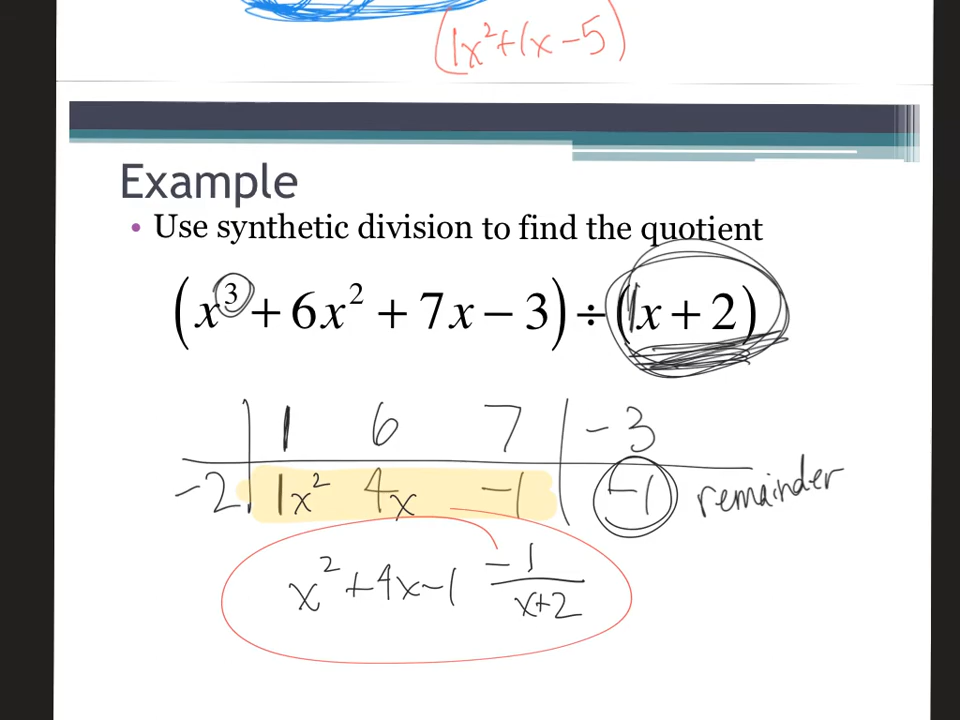 (1x²+1x-5)
Example
• Use synthetic division to find the quotient
(x³ + 6x² + 7x − 3) ÷ (1x + 2)
1 6 7 | -3
-2 | 1x² 4x -1 | -1 remainder
x²+4x-1 -1/(x+2)